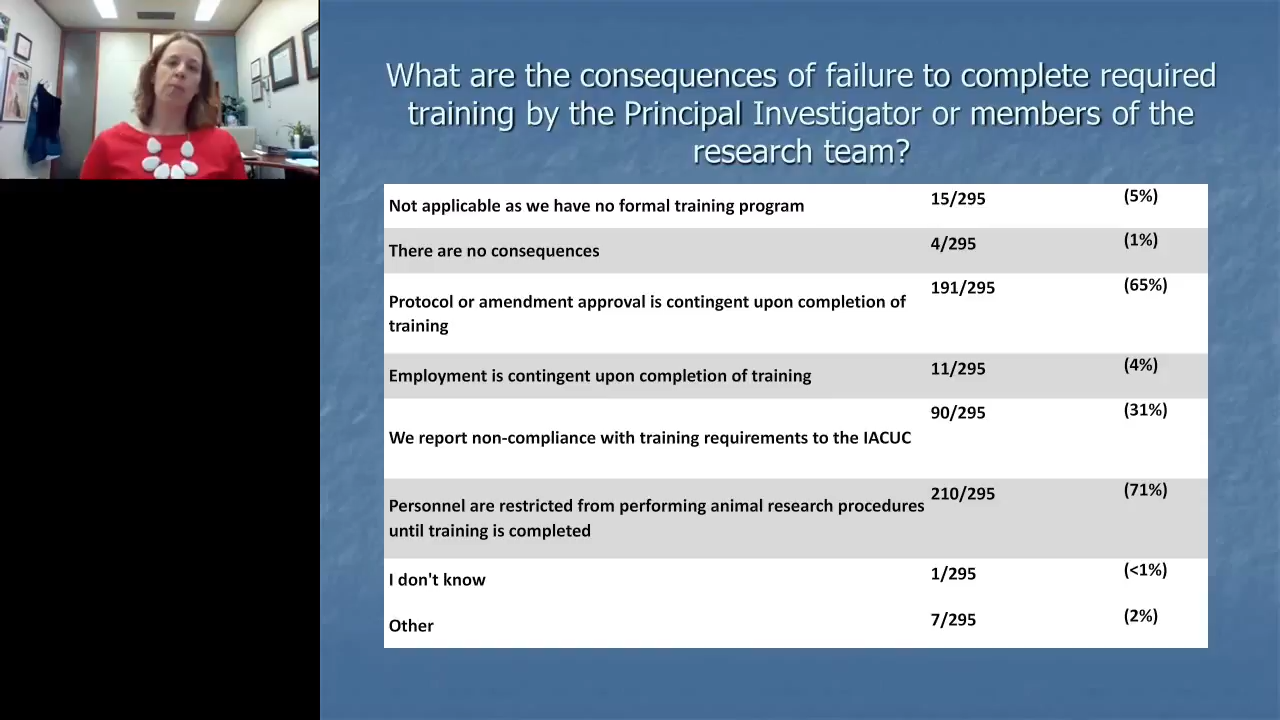 What are the consequences of failure to complete required
training by the Principal Investigator or members of the
research team?
Not applicable as we have no formal training program 15/295 (5%)
There are no consequences 4/295 (1%)
Protocol or amendment approval is contingent upon completion of 191/295 (65%)
training
Employment is contingent upon completion of training 11/295 (4%)
We report non-compliance with training requirements to the IACUC 90/295 (31%)
Personnel are restricted from performing animal research procedures 210/295 (71%)
until training is completed
I don't know 1/295 (<1%)
Other 7/295 (2%)